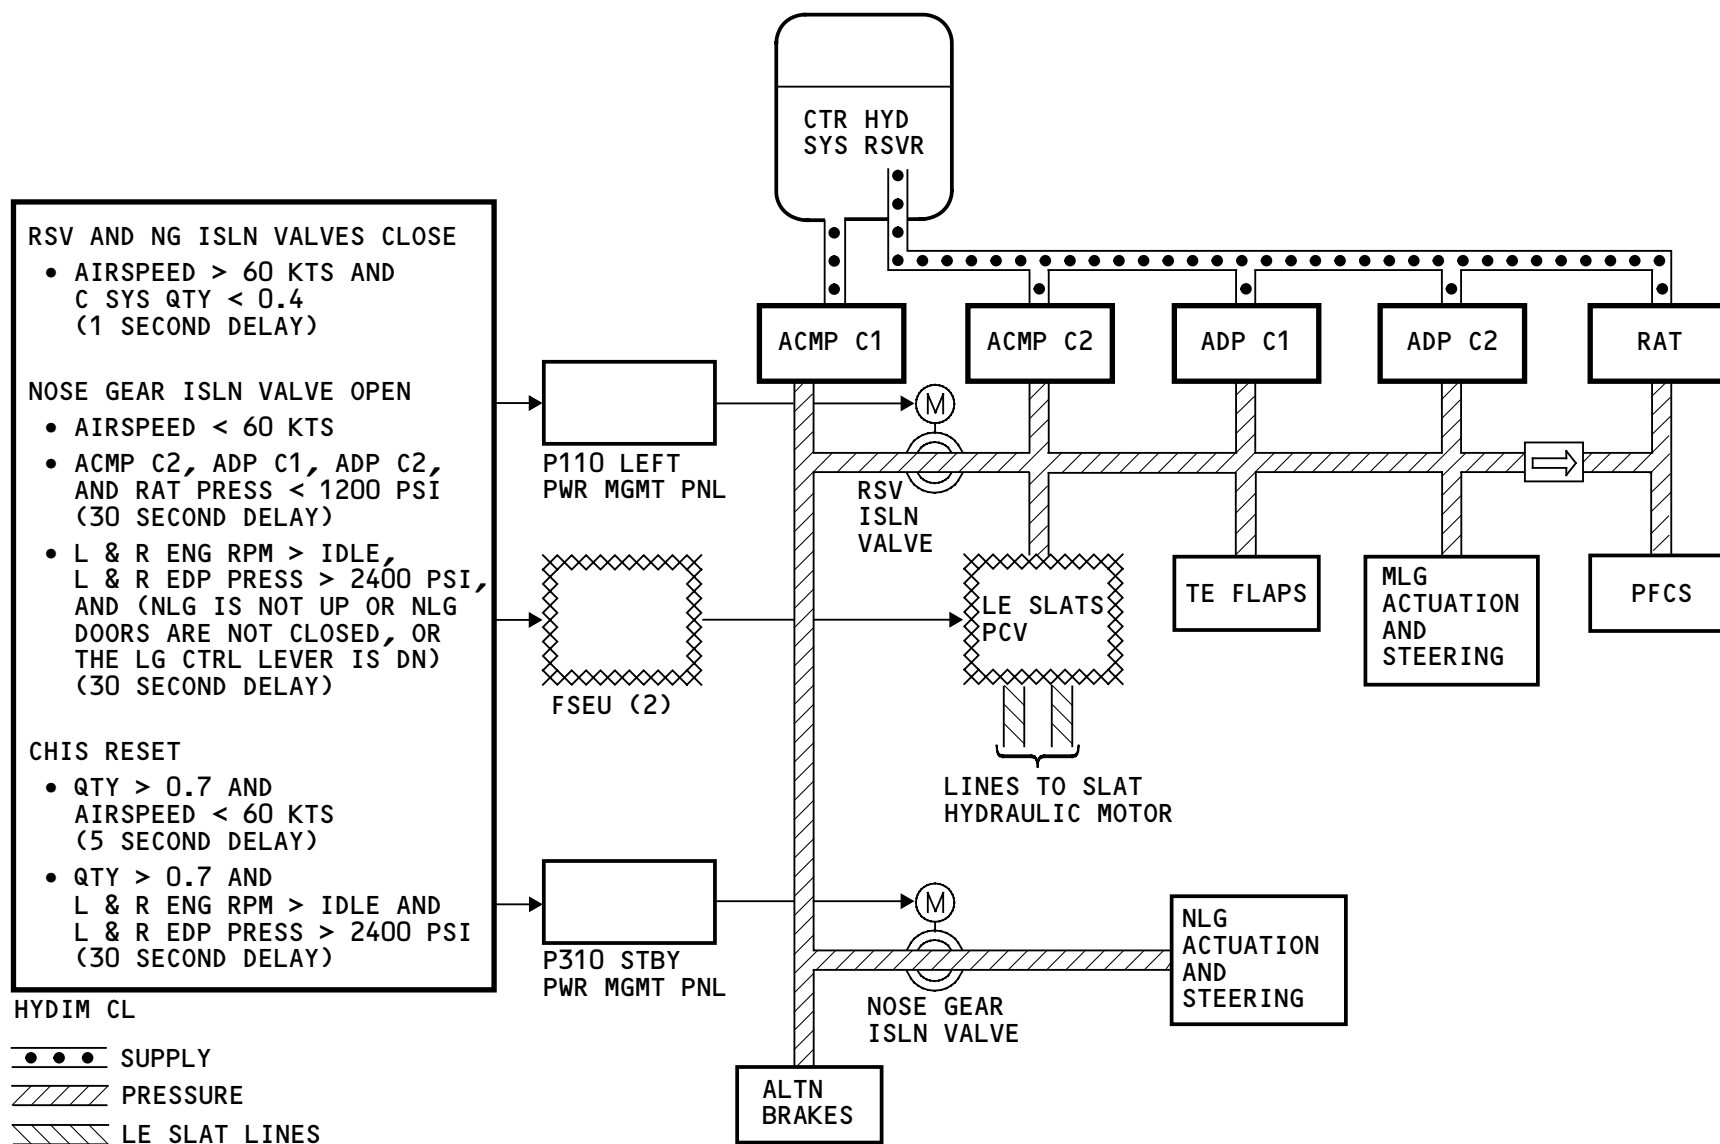 CTR HYD
SYS RSVR
RSV AND NG ISLN VALVES CLOSE
• AIRSPEED > 60 KTS AND
C SYS QTY < 0.4
(1 SECOND DELAY)
NOSE GEAR ISLN VALVE OPEN
• AIRSPEED < 60 KTS
• ACMP C2, ADP C1, ADP C2,
AND RAT PRESS < 1200 PSI
(30 SECOND DELAY)
• L & R ENG RPM > IDLE,
L & R EDP PRESS > 2400 PSI,
AND (NLG IS NOT UP OR NLG
DOORS ARE NOT CLOSED, OR
THE LG CTRL LEVER IS DN)
(30 SECOND DELAY)
CHIS RESET
• QTY > 0.7 AND
AIRSPEED < 60 KTS
(5 SECOND DELAY)
• QTY > 0.7 AND
L & R ENG RPM > IDLE AND
L & R EDP PRESS > 2400 PSI
(30 SECOND DELAY)
HYDIM CL
ACMP C1
ACMP C2
ADP C1
ADP C2
RAT
M
P110 LEFT
PWR MGMT PNL
RSV
ISLN
VALVE
FSEU (2)
LE SLATS
PCV
TE FLAPS
MLG
ACTUATION
AND
STEERING
PFCS
LINES TO SLAT
HYDRAULIC MOTOR
P310 STBY
PWR MGMT PNL
M
NOSE GEAR
ISLN VALVE
NLG
ACTUATION
AND
STEERING
ALTN
BRAKES
SUPPLY
PRESSURE
LE SLAT LINES